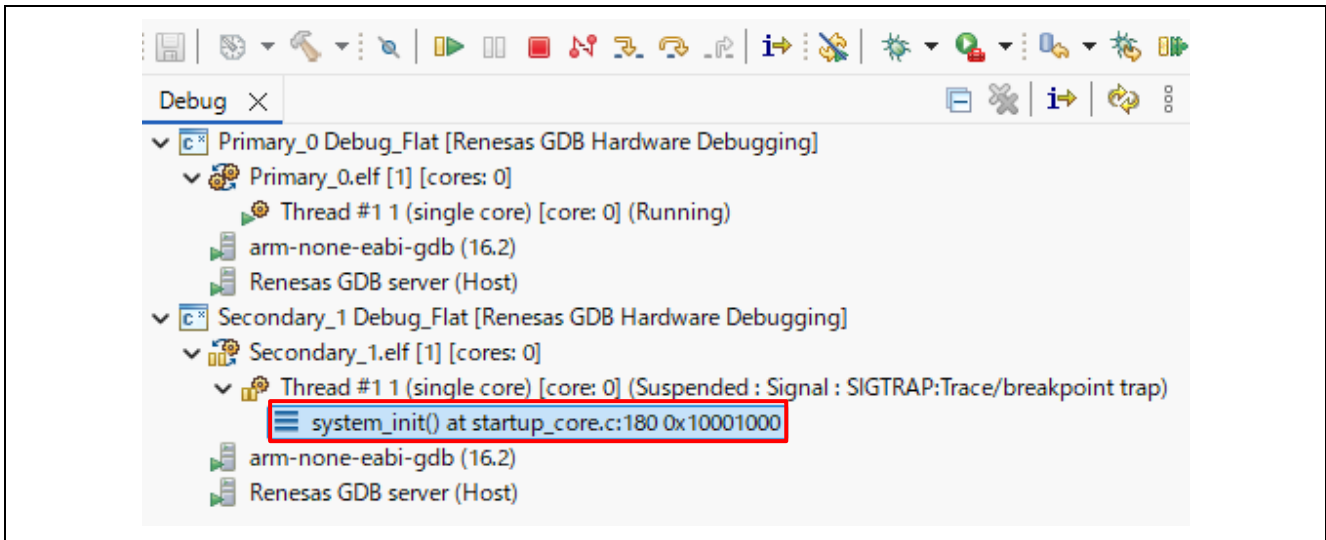 Debug
Primary_0 Debug_Flat [Renesas GDB Hardware Debugging]
Primary_0.elf [1] [cores: 0]
Thread #1 1 (single core) [core: 0] (Running)
arm-none-eabi-gdb (16.2)
Renesas GDB server (Host)
Secondary_1 Debug_Flat [Renesas GDB Hardware Debugging]
Secondary_1.elf [1] [cores: 0]
Thread #1 1 (single core) [core: 0] (Suspended : Signal : SIGTRAP:Trace/breakpoint trap)
system_init() at startup_core.c:180 0x10001000
arm-none-eabi-gdb (16.2)
Renesas GDB server (Host)